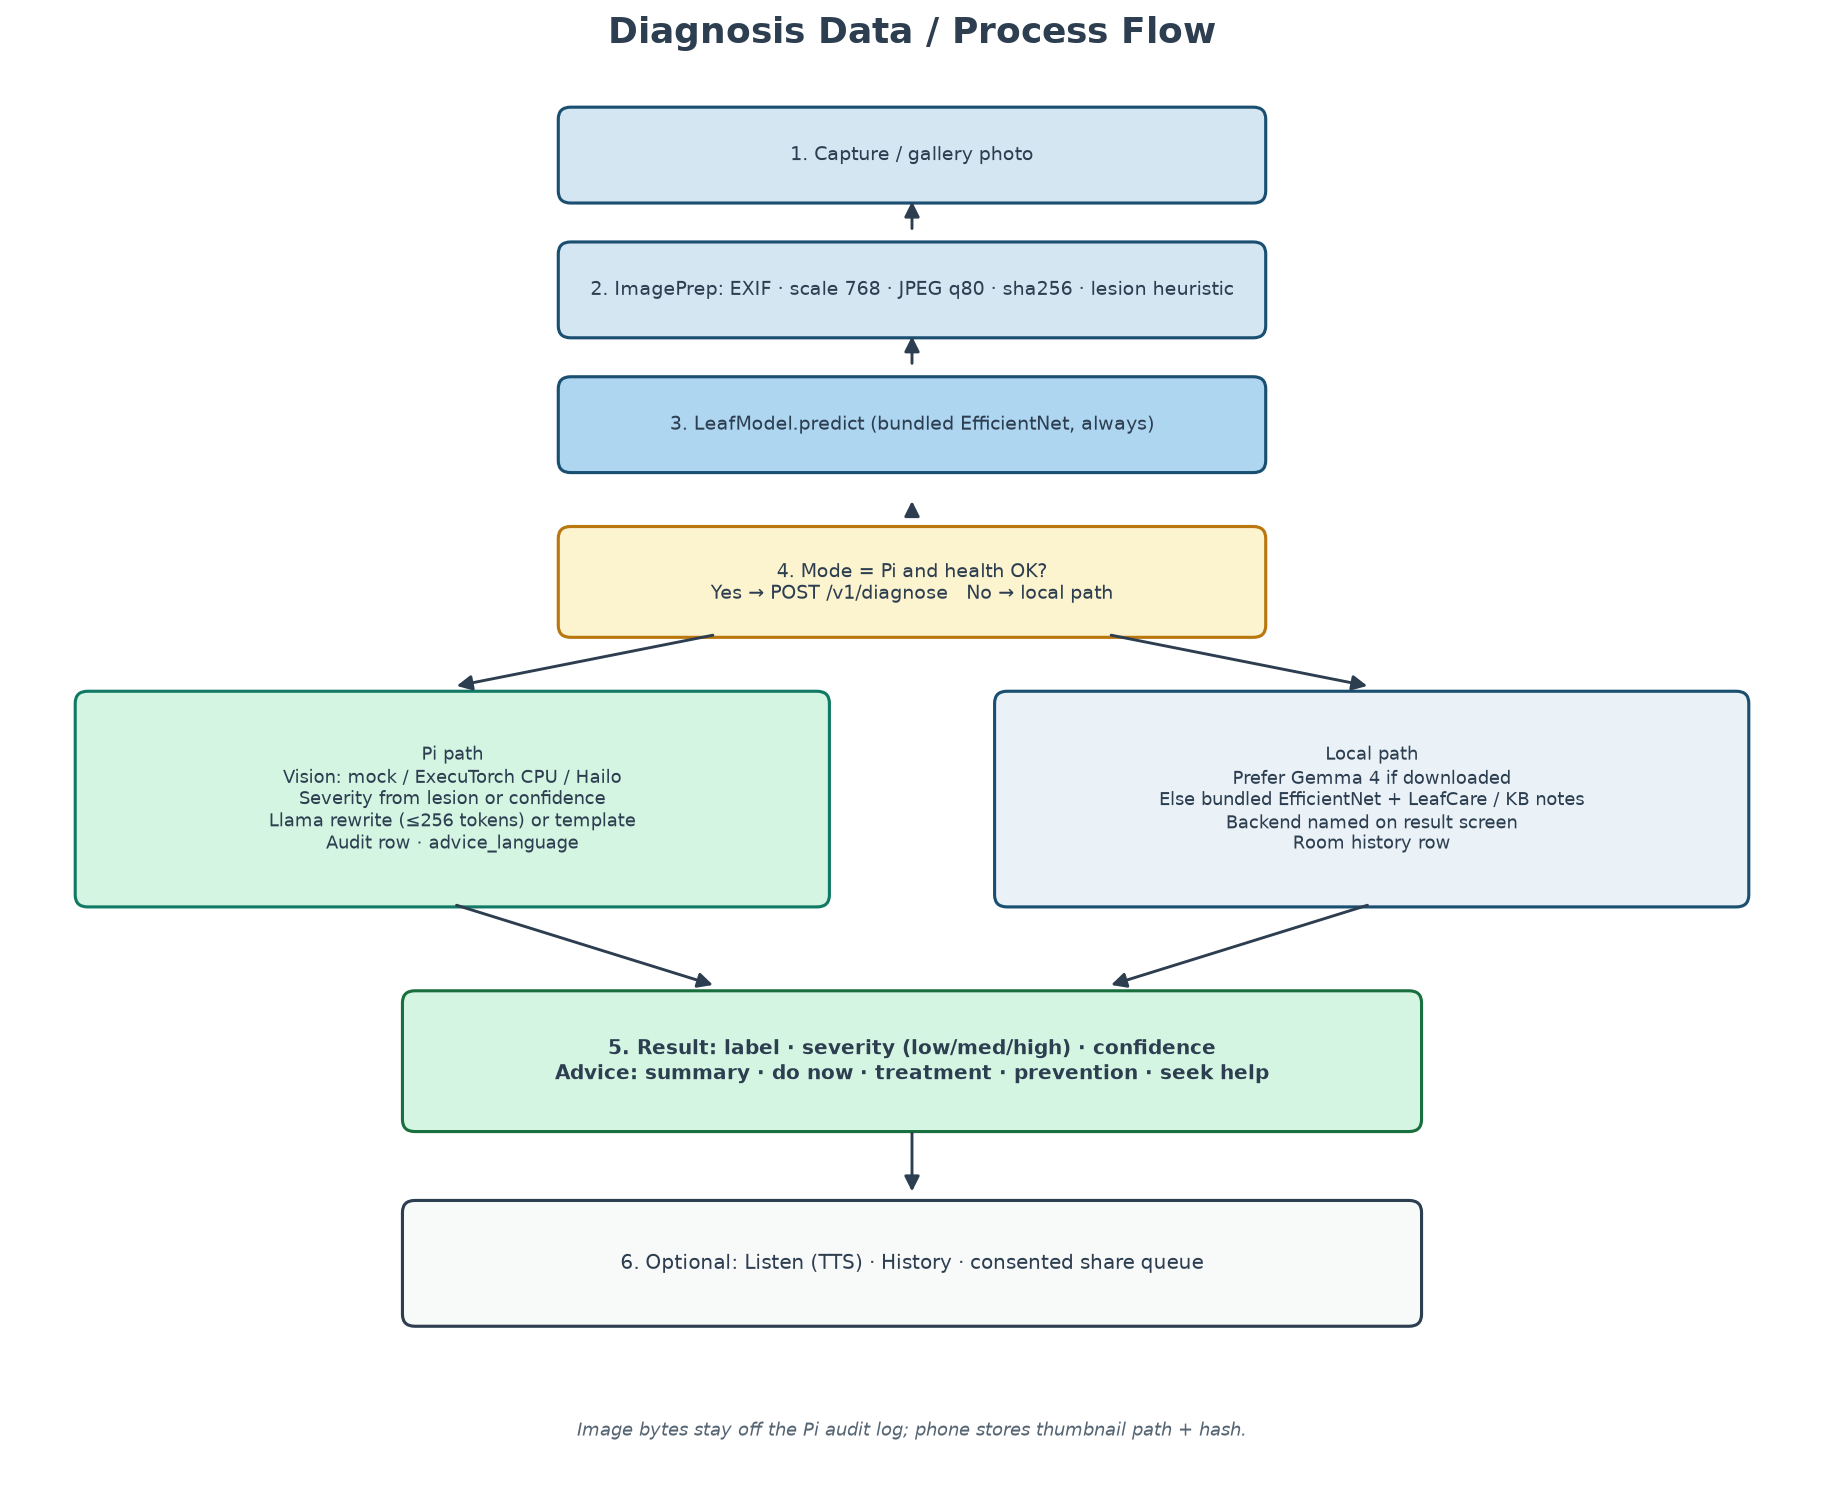 Diagnosis Data / Process Flow
1. Capture / gallery photo
2. ImagePrep: EXIF · scale 768 · JPEG q80 · sha256 · lesion heuristic
3. LeafModel.predict (bundled EfficientNet, always)
4. Mode = Pi and health OK?
Yes → POST /v1/diagnose   No → local path
Pi path
Vision: mock / ExecuTorch CPU / Hailo
Severity from lesion or confidence
Llama rewrite (≤256 tokens) or template
Audit row · advice_language
Local path
Prefer Gemma 4 if downloaded
Else bundled EfficientNet + LeafCare / KB notes
Backend named on result screen
Room history row
5. Result: label · severity (low/med/high) · confidence
Advice: summary · do now · treatment · prevention · seek help
6. Optional: Listen (TTS) · History · consented share queue
Image bytes stay off the Pi audit log; phone stores thumbnail path + hash.